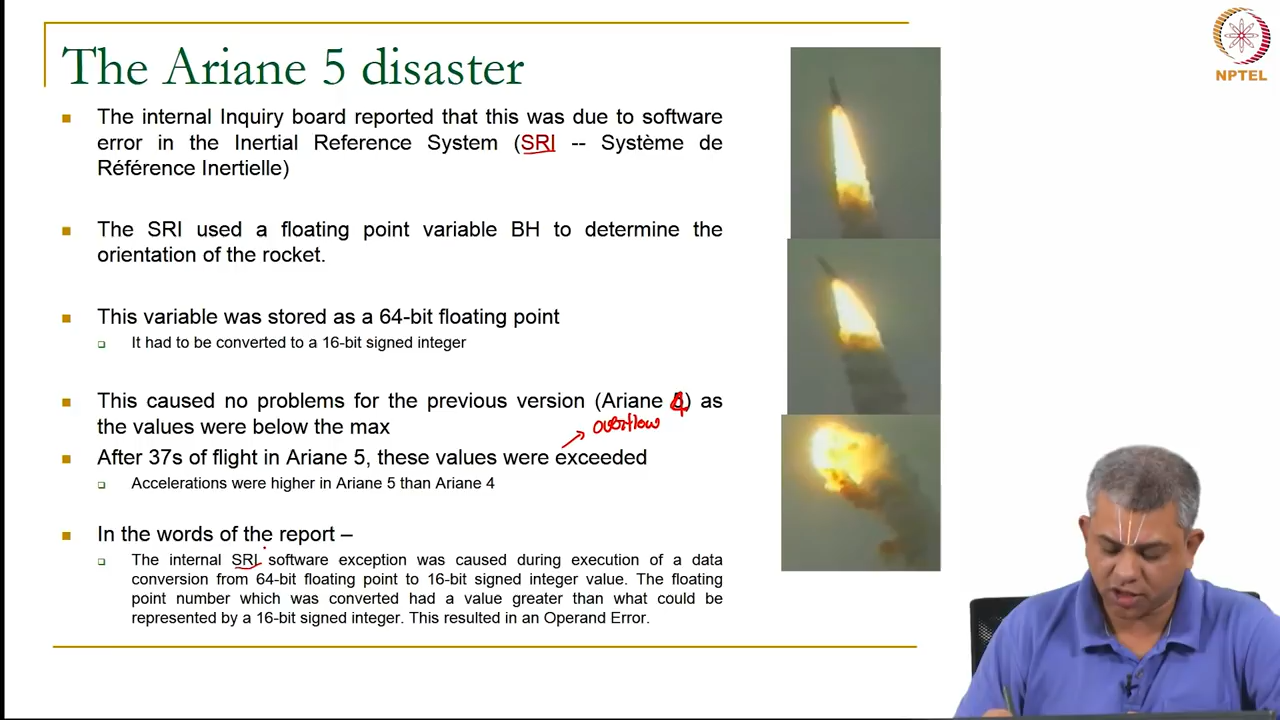 The Ariane 5 disaster
NPTEL
■ The internal Inquiry board reported that this was due to software
error in the Inertial Reference System (SRI -- Système de
Référence Inertielle)
■ The SRI used a floating point variable BH to determine the
orientation of the rocket.
■ This variable was stored as a 64-bit floating point
❑ It had to be converted to a 16-bit signed integer
■ This caused no problems for the previous version (Ariane 4) as
the values were below the max
overflow
■ After 37s of flight in Ariane 5, these values were exceeded
❑ Accelerations were higher in Ariane 5 than Ariane 4
■ In the words of the report –
❑ The internal SRI software exception was caused during execution of a data
conversion from 64-bit floating point to 16-bit signed integer value. The floating
point number which was converted had a value greater than what could be
represented by a 16-bit signed integer. This resulted in an Operand Error.